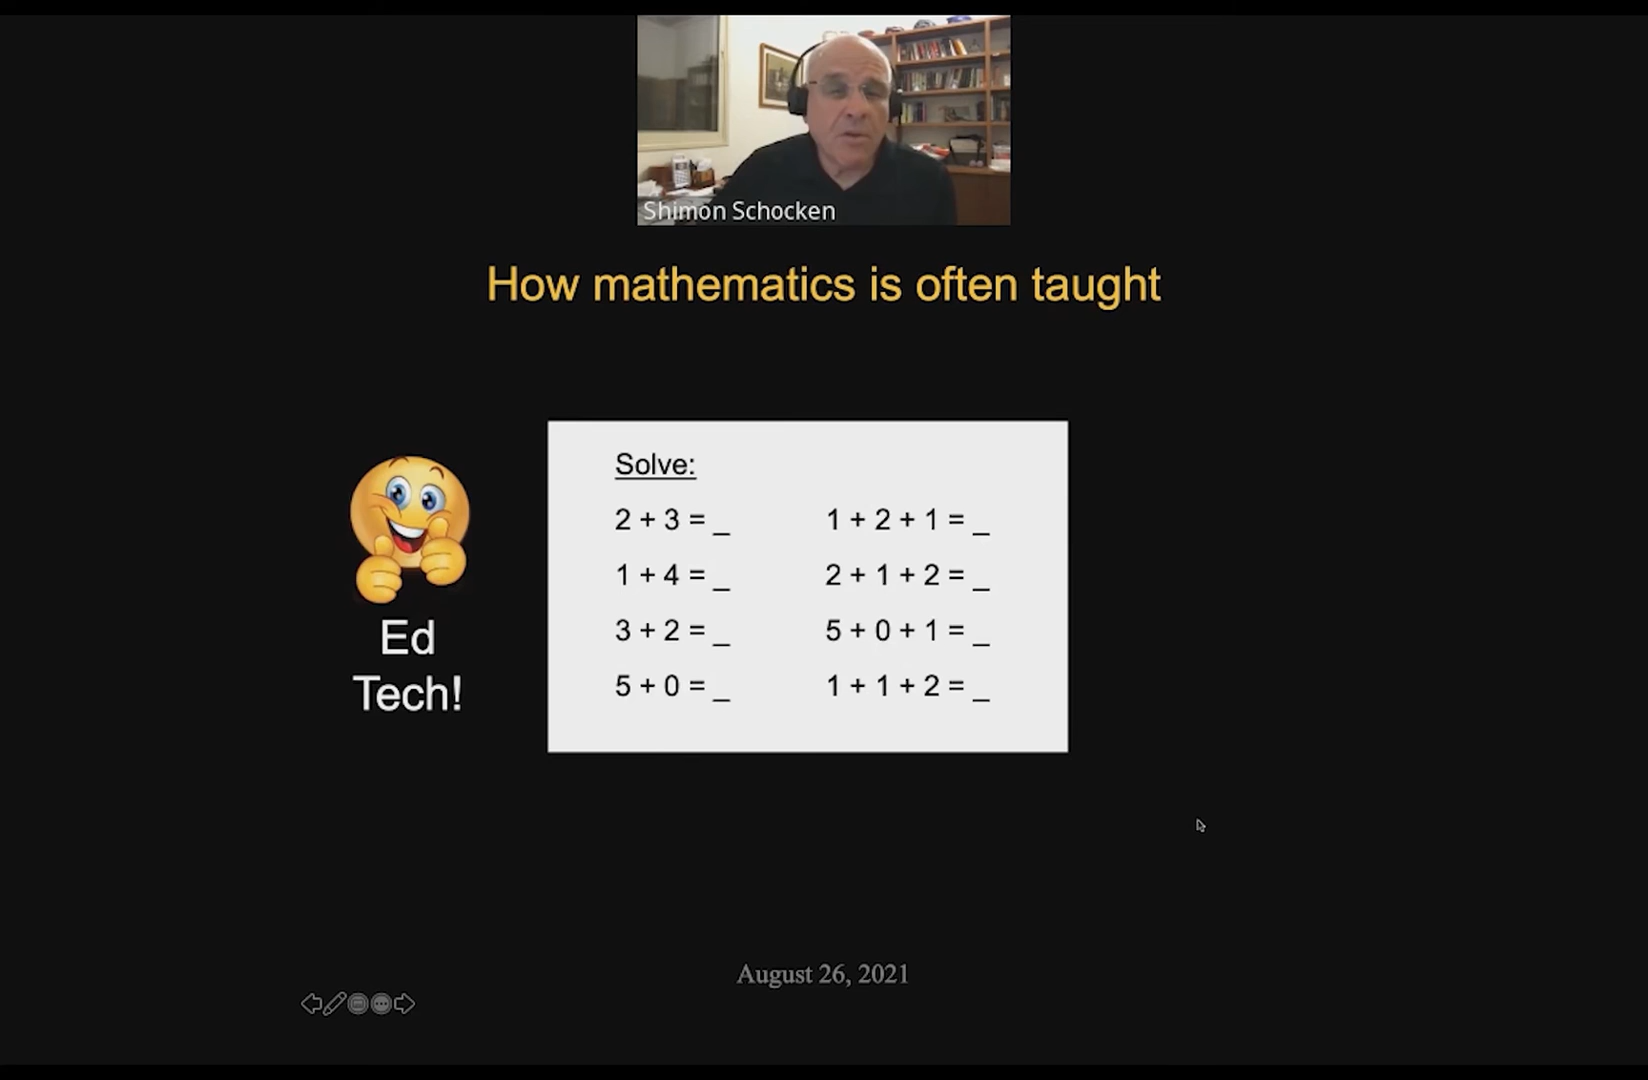 Shimon Schocken
How mathematics is often taught
Solve:
2 + 3 = _
1 + 4 = _
3 + 2 = _
5 + 0 = _
1 + 2 + 1 = _
2 + 1 + 2 = _
5 + 0 + 1 = _
1 + 1 + 2 = _
Ed
Tech!
August 26, 2021